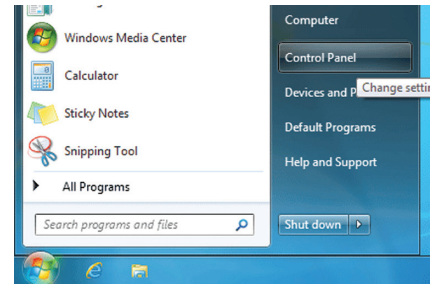 Windows Media Center
Calculator
Sticky Notes
Snipping Tool
All Programs
Search programs and files
Computer
Control Panel
Devices and P
Change settin
Default Programs
Help and Support
Shut down